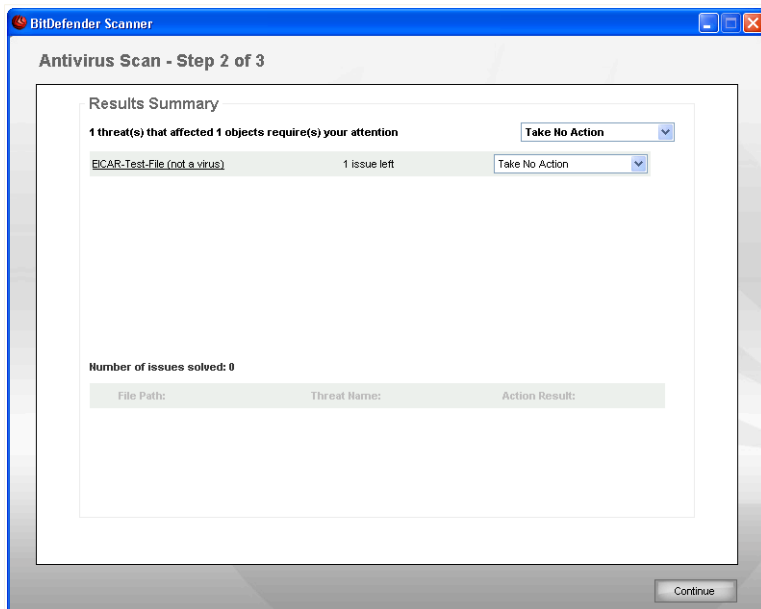 BitDefender Scanner
Antivirus Scan - Step 2 of 3
Results Summary
1 threat(s) that affected 1 objects require(s) your attention Take No Action
EICAR-Test-File (not a virus) 1 issue left Take No Action
Number of issues solved: 0
File Path: Threat Name: Action Result:
Continue